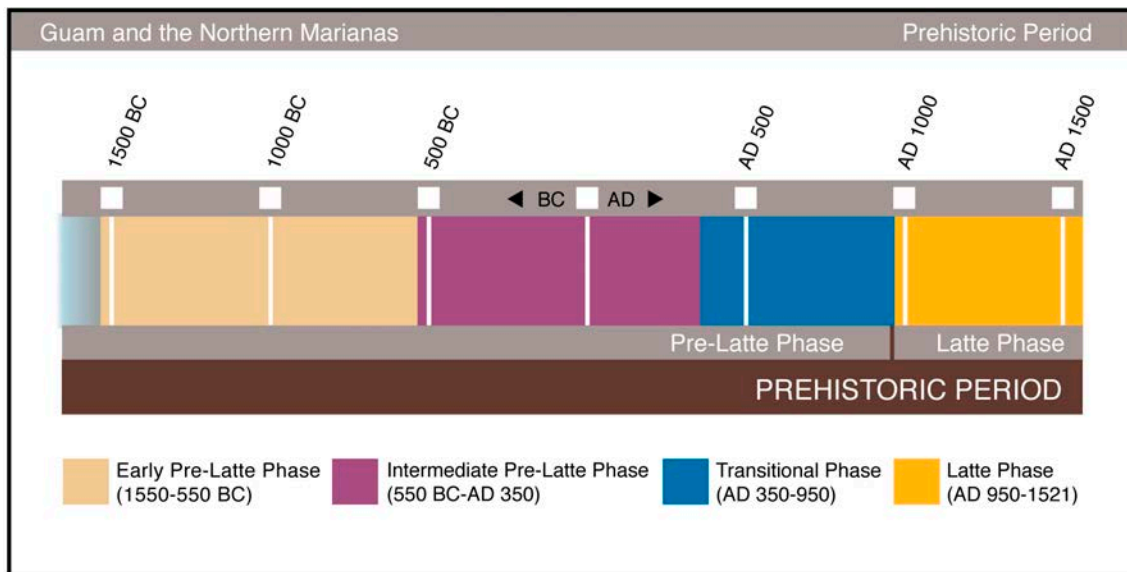 Guam and the Northern Marianas
Prehistoric Period
1500 BC
1000 BC
500 BC
AD 500
AD 1000
AD 1500
◄ BC
AD ►
Pre-Latte Phase
Latte Phase
PREHISTORIC PERIOD
Early Pre-Latte Phase
(1550-550 BC)
Intermediate Pre-Latte Phase
(550 BC-AD 350)
Transitional Phase
(AD 350-950)
Latte Phase
(AD 950-1521)